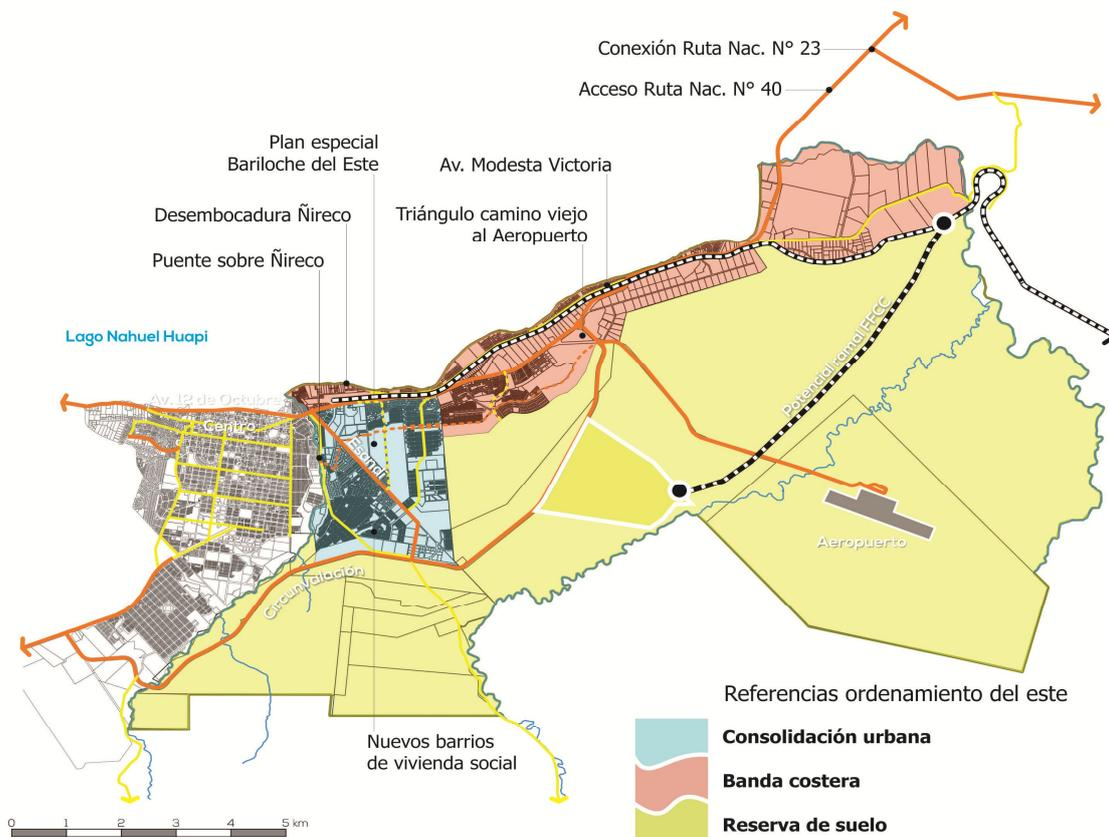 Conexión Ruta Nac. N° 23
Acceso Ruta Nac. N° 40
Plan especial
Bariloche del Este
Av. Modesta Victoria
Desembocadura Ñireco
Triángulo camino viejo
al Aeropuerto
Puente sobre Ñireco
Lago Nahuel Huapi
Potencial ramal FFCC
Av. 12 de Octubre
Centro
Esandi
Aeropuerto
Circunvalación
Referencias ordenamiento del este
Consolidación urbana
Nuevos barrios
de vivienda social
Banda costera
Reserva de suelo
0 1 2 3 4 5 km